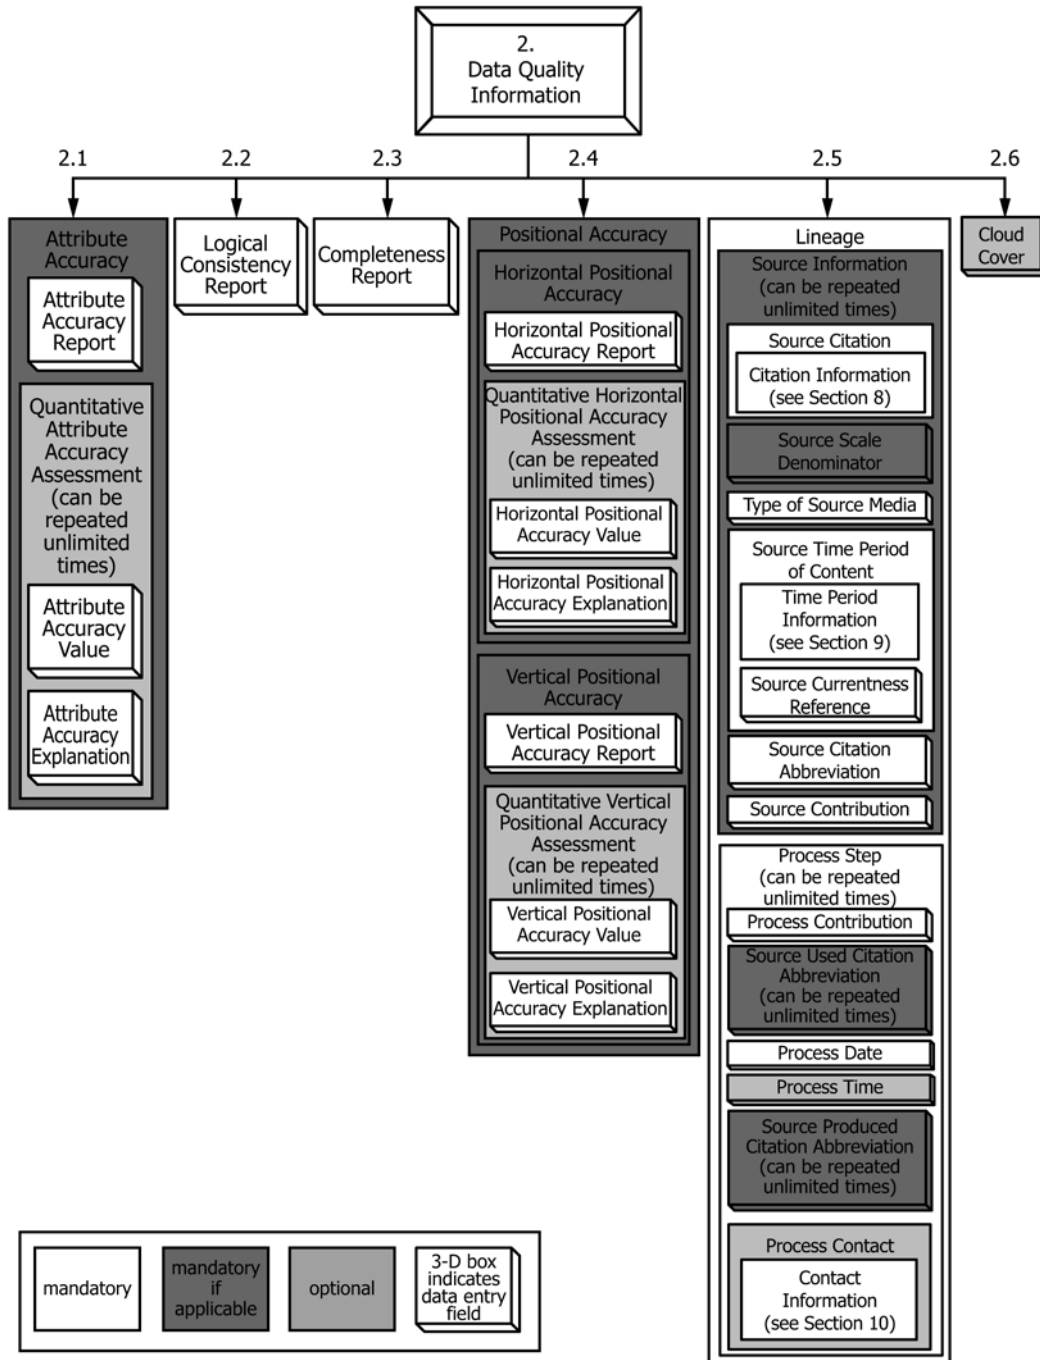 2.
Data Quality
Information
2.1
2.2
2.3
2.4
2.5
2.6
Attribute
Accuracy
Attribute
Accuracy
Report
Quantitative
Attribute
Accuracy
Assessment
(can be
repeated
unlimited
times)
Attribute
Accuracy
Value
Attribute
Accuracy
Explanation
Logical
Consistency
Report
Completeness
Report
Positional Accuracy
Horizontal Positional
Accuracy
Horizontal Positional
Accuracy Report
Quantitative Horizontal
Positional Accuracy
Assessment
(can be repeated
unlimited times)
Horizontal Positional
Accuracy Value
Horizontal Positional
Accuracy Explanation
Vertical Positional
Accuracy
Vertical Positional
Accuracy Report
Quantitative Vertical
Positional Accuracy
Assessment
(can be repeated
unlimited times)
Vertical Positional
Accuracy Value
Vertical Positional
Accuracy Explanation
Lineage
Source Information
(can be repeated
unlimited times)
Source Citation
Citation Information
(see Section 8)
Source Scale
Denominator
Type of Source Media
Source Time Period
of Content
Time Period
Information
(see Section 9)
Source Currentness
Reference
Source Citation
Abbreviation
Source Contribution
Process Step
(can be repeated
unlimited times)
Process Contribution
Source Used Citation
Abbreviation
(can be repeated
unlimited times)
Process Date
Process Time
Source Produced
Citation Abbreviation
(can be repeated
unlimited times)
Process Contact
Contact
Information
(see Section 10)
Cloud
Cover
mandatory
mandatory
if
applicable
optional
3-D box
indicates
data entry
field